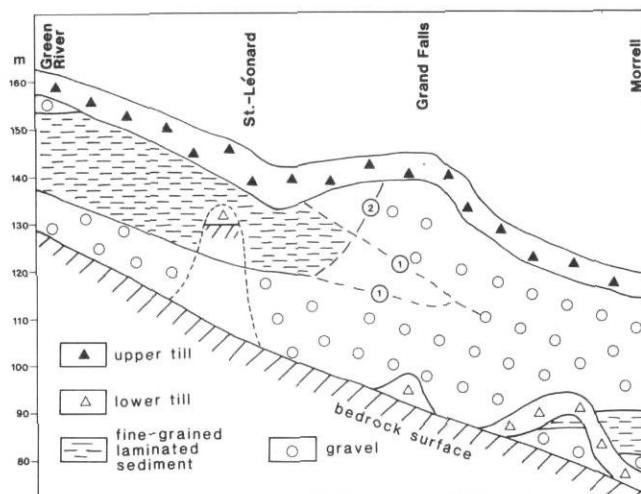 Green
River
St.-Léonard
Grand Falls
Morrell
m
160
150
140
130
120
110
100
90
80
2
1
1
upper till
lower till
fine-grained
laminated
sediment
gravel
bedrock surface